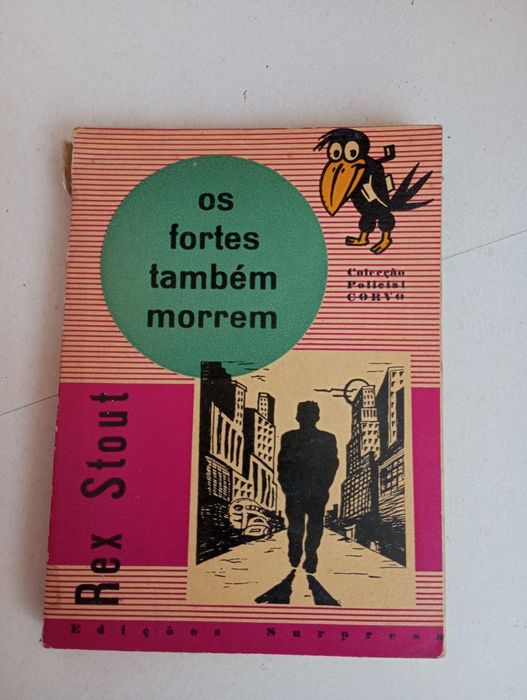 os
fortes
também
morrem
Colecção
Policial
CORVO
Rex Stout
Edições Surpresa